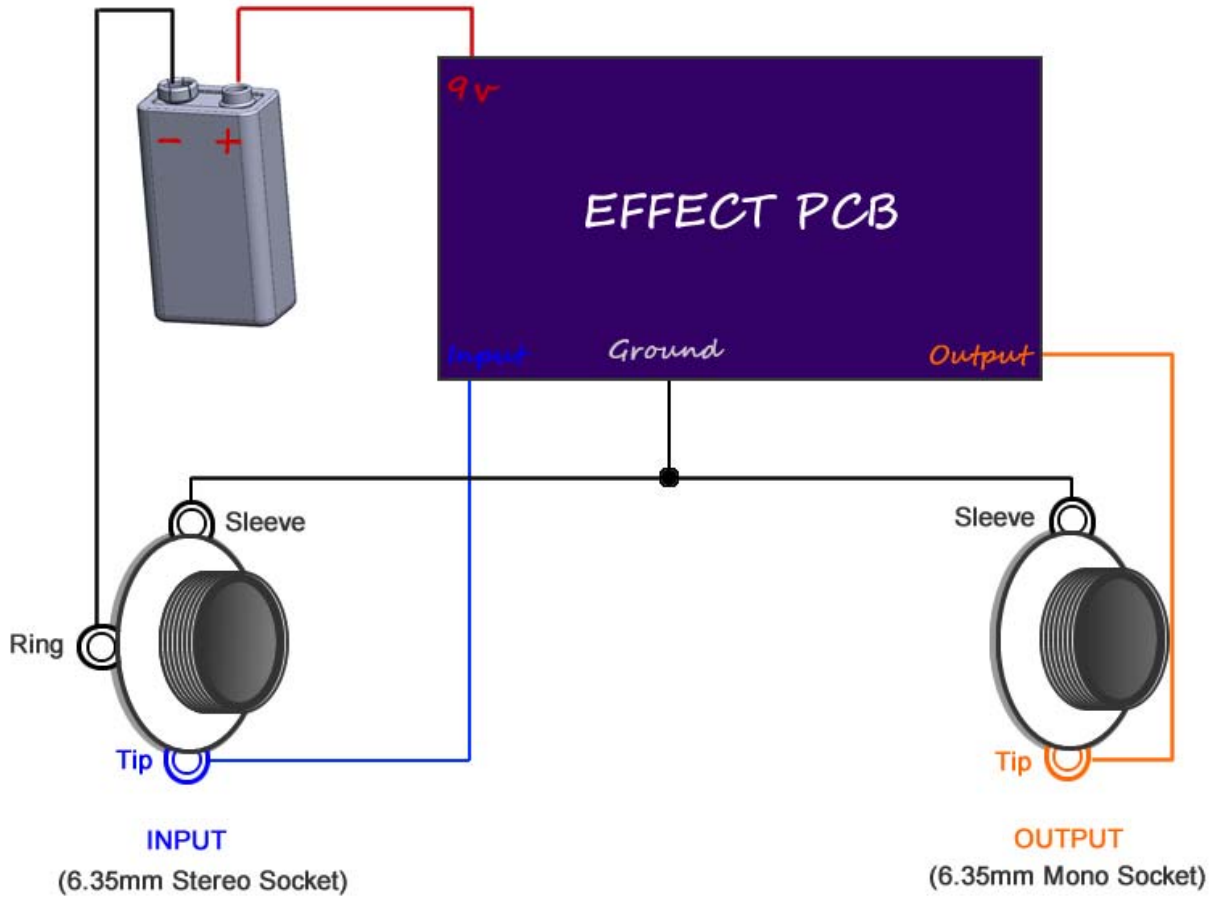 - +
9v
EFFECT PCB
Input
Ground
Output
Sleeve
Sleeve
Ring
Tip
Tip
INPUT
(6.35mm Stereo Socket)
OUTPUT
(6.35mm Mono Socket)